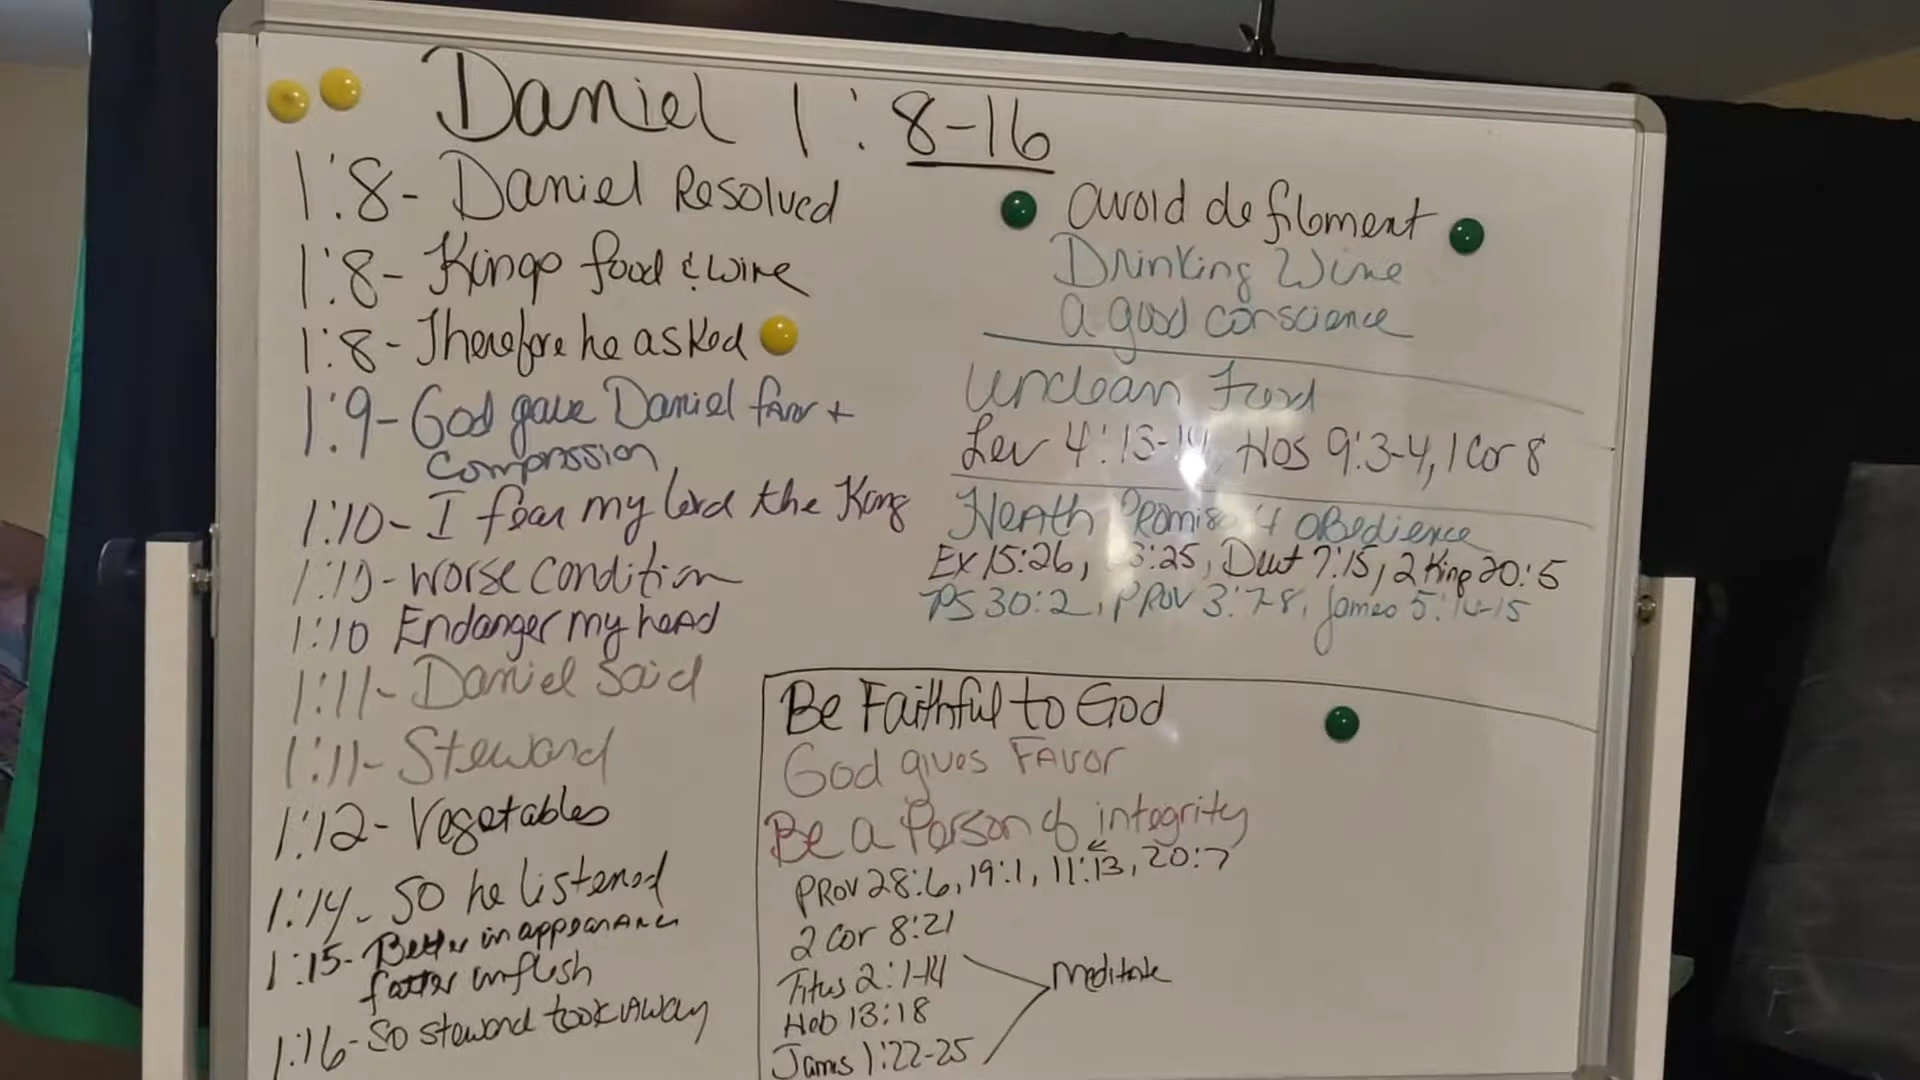 Daniel 1:8-16
1:8- Daniel Resolved
1:8- Kings food & wine
1:8- Therefore he asked
1:9- God gave Daniel favor +
compassion
1:10- I fear my lord the King
1:10- worse condition
1:10 Endanger my head
1:11- Daniel said
1:11- Steward
1:12- Vegetables
1:14- So he listened
1:15- Better in appearance
fatter in flesh
1:16- So steward took away
avoid defilement
Drinking Wine
a good conscience
Unclean Food
Lev 4:13-14, Hos 9:3-4, 1 Cor 8
Health Promise 4 OBedience
Ex 15:26, 3:25, Deut 7:15, 2 King 20:5
PS 30:2, PROV 3:7-8, James 5:14-15
Be Faithful to God
God gives Favor
Be a Person of integrity
PROV 28:6, 19:1, 11:13, 20:7
2 Cor 8:21
Titus 2:1-14
Heb 13:18
James 1:22-25
Meditate